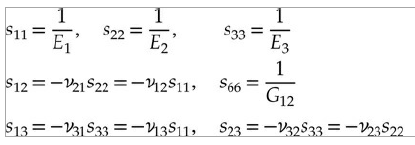 s₁₁ = 1/E₁, s₂₂ = 1/E₂, s₃₃ = 1/E₃
s₁₂ = −ν₂₁s₂₂ = −ν₁₂s₁₁, s₆₆ = 1/G₁₂
s₁₃ = −ν₃₁s₃₃ = −ν₁₃s₁₁, s₂₃ = −ν₃₂s₃₃ = −ν₂₃s₂₂